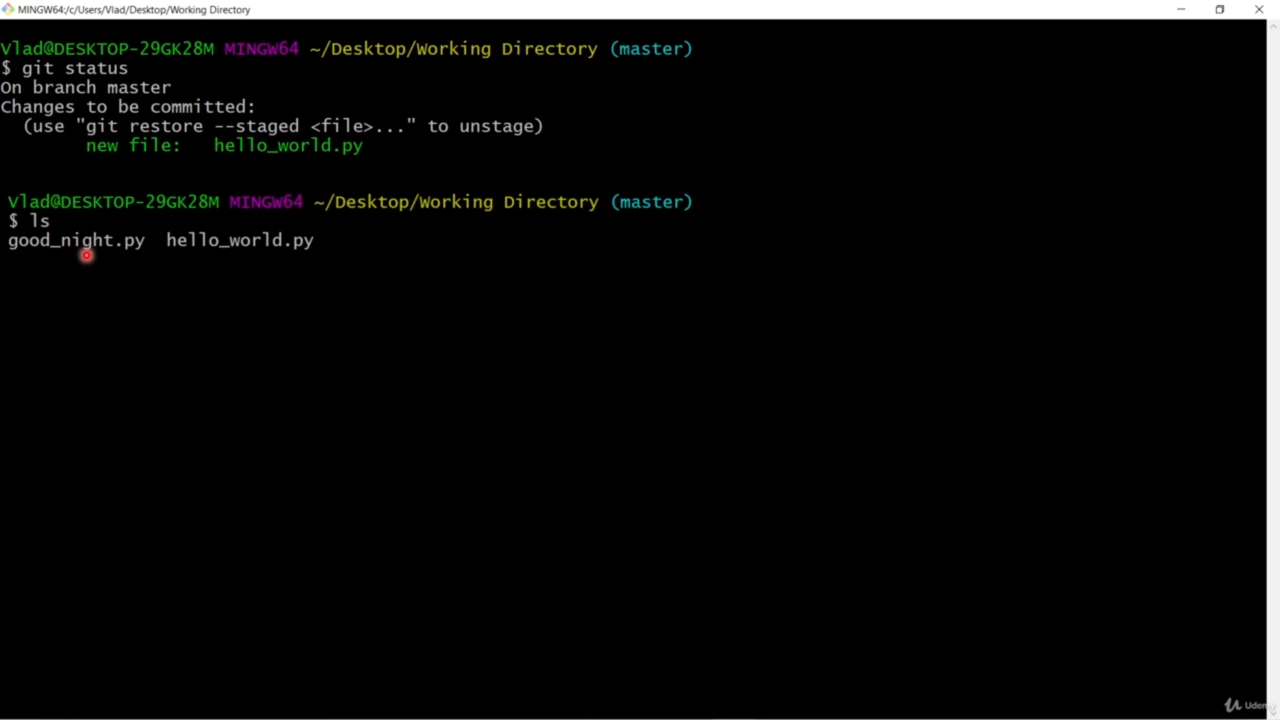 MINGW64:/c/Users/Vlad/Desktop/Working Directory
Vlad@DESKTOP-29GK28M MINGW64 ~/Desktop/Working Directory (master)
$ git status
On branch master
Changes to be committed:
  (use "git restore --staged <file>..." to unstage)
        new file:   hello_world.py
Vlad@DESKTOP-29GK28M MINGW64 ~/Desktop/Working Directory (master)
$ ls
good_night.py  hello_world.py
Udemy